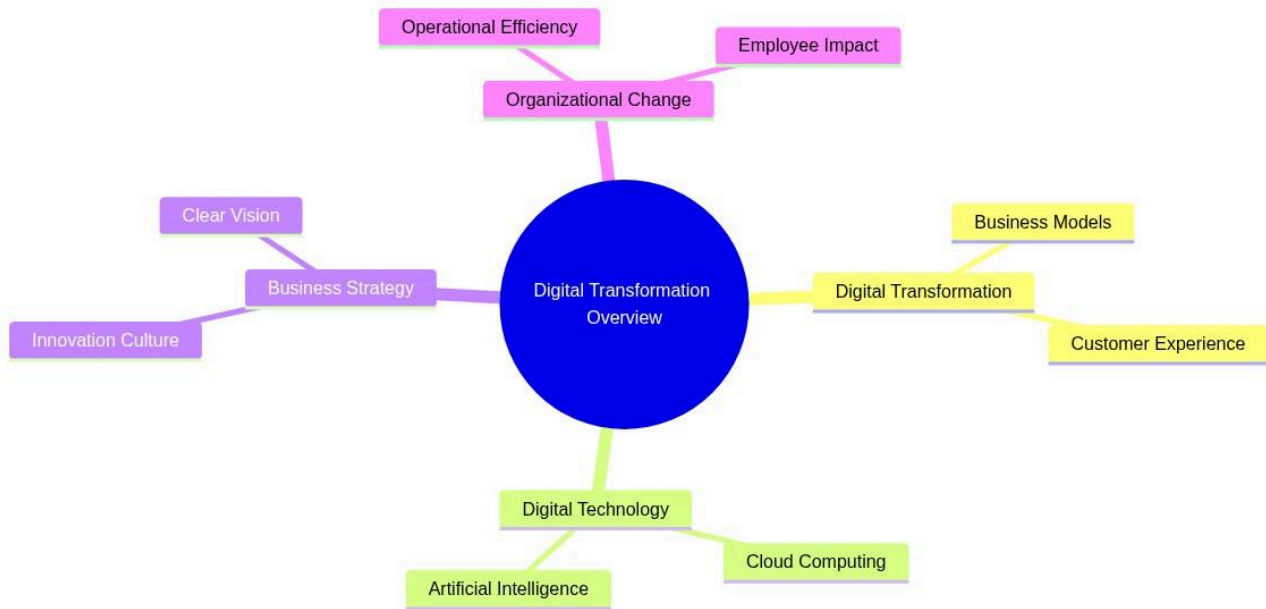 Operational Efficiency
Employee Impact
Organizational Change
Clear Vision
Business Strategy
Innovation Culture
Digital Transformation
Overview
Business Models
Digital Transformation
Customer Experience
Digital Technology
Cloud Computing
Artificial Intelligence